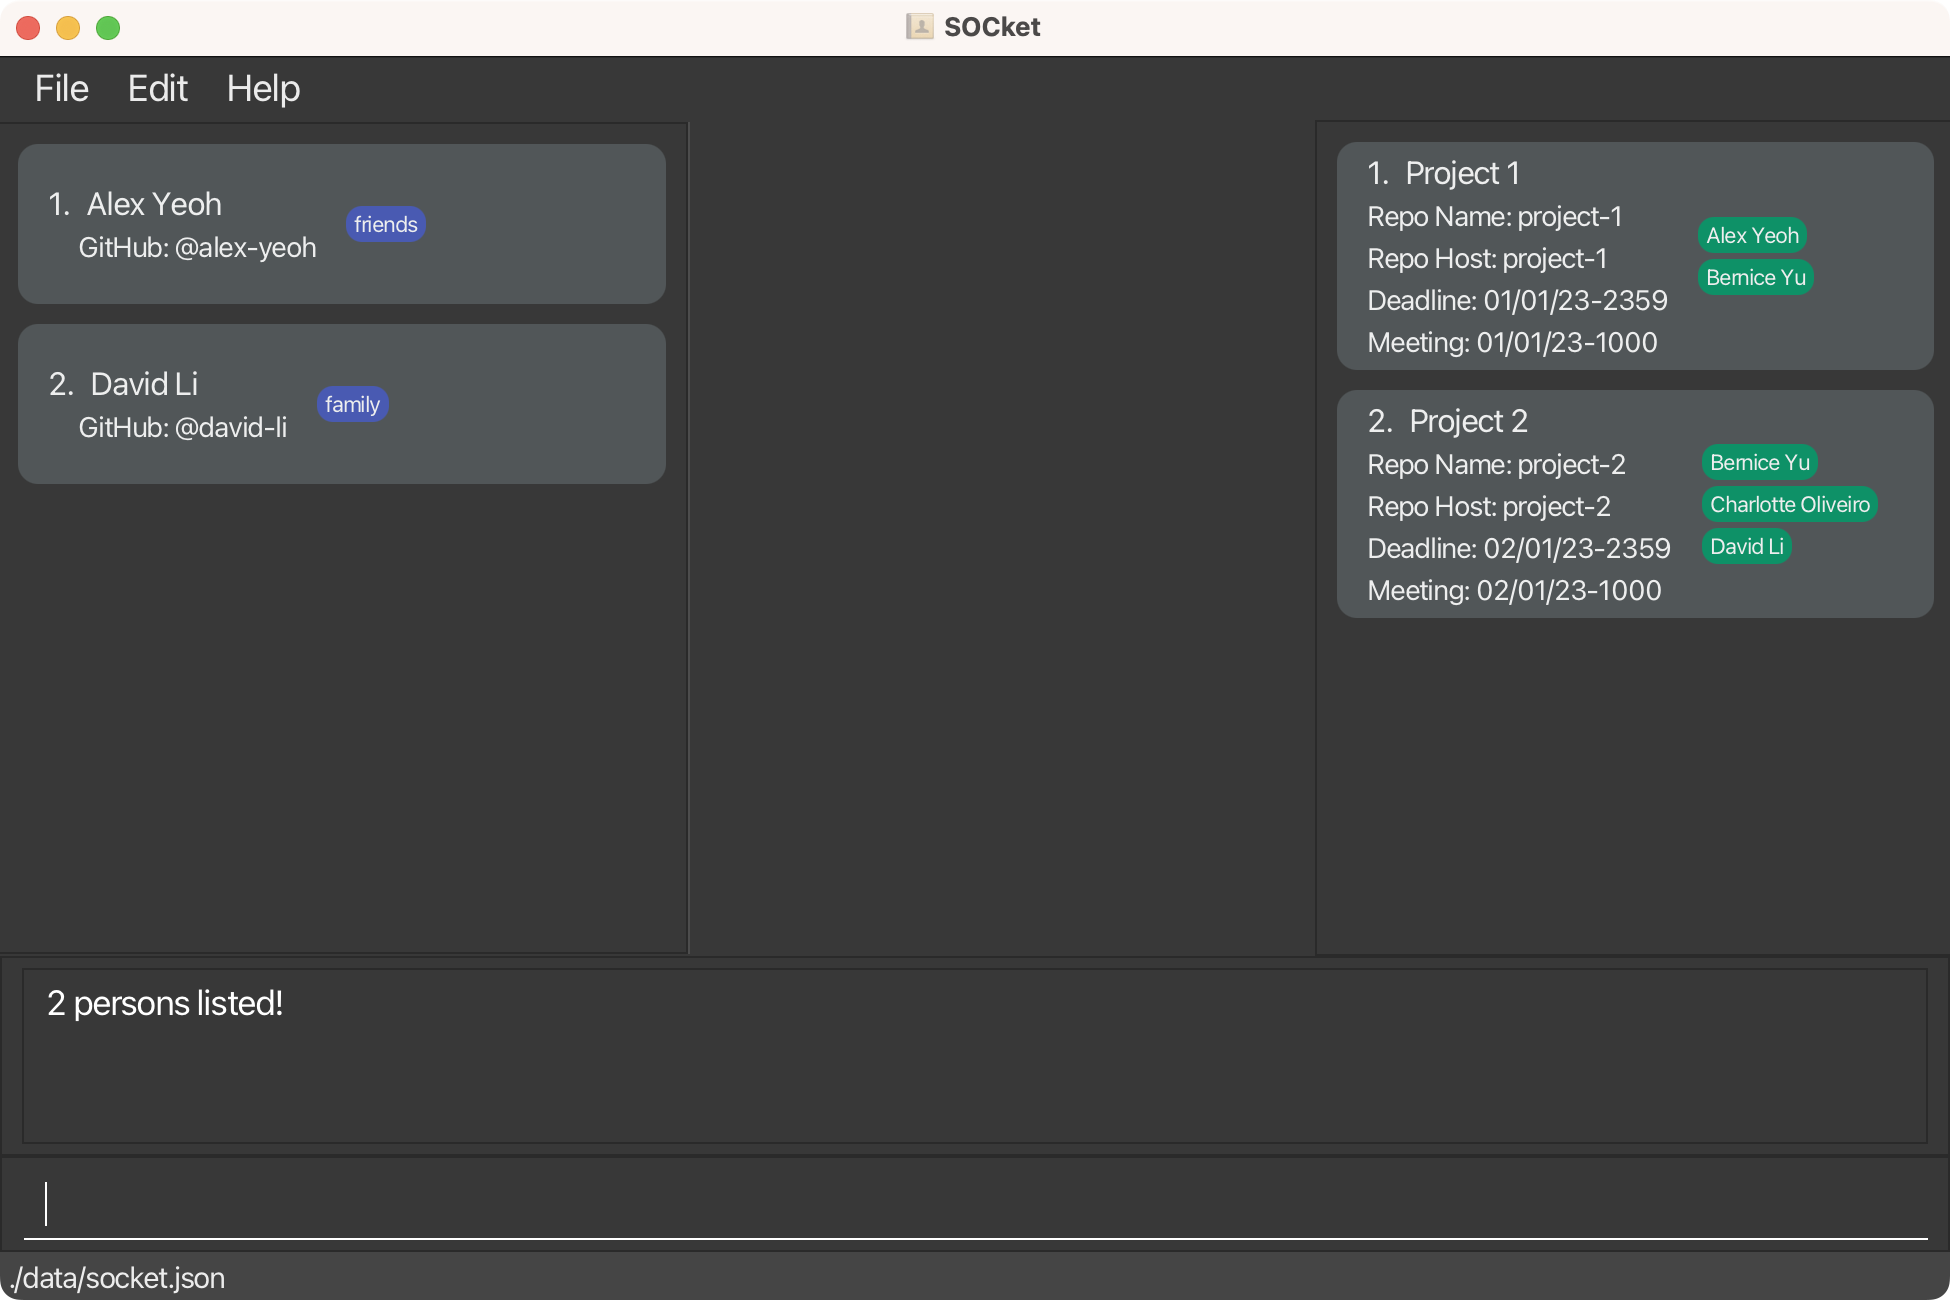 SOCket
File Edit Help
1. Alex Yeoh
GitHub: @alex-yeoh
friends
2. David Li
GitHub: @david-li
family
1. Project 1
Repo Name: project-1
Repo Host: project-1
Deadline: 01/01/23-2359
Meeting: 01/01/23-1000
Alex Yeoh
Bernice Yu
2. Project 2
Repo Name: project-2
Repo Host: project-2
Deadline: 02/01/23-2359
Meeting: 02/01/23-1000
Bernice Yu
Charlotte Oliveiro
David Li
2 persons listed!
./data/socket.json